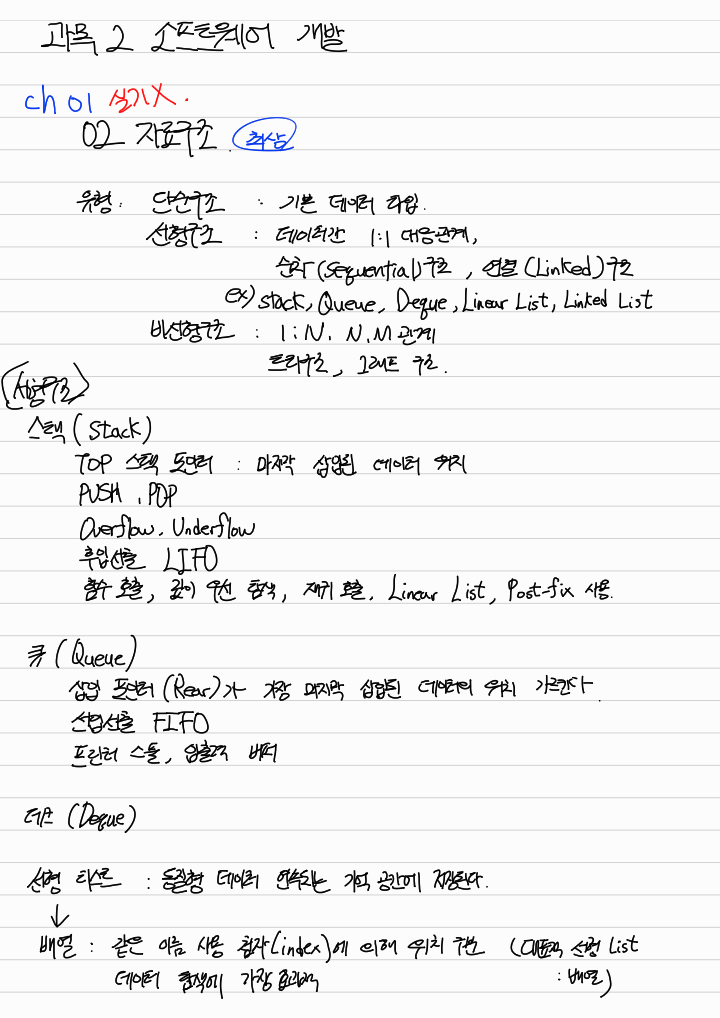 과목 2 소프트웨어 개발
ch 01 실기X.
02 자료구조. 최상
유형: 단순구조 : 기본 데이터 타입.
선형구조 : 데이터간 1:1 대응관계,
순차(Sequential)구조, 연결(Linked)구조
ex) stack, Queue, Deque, Linear List, Linked List
비선형구조 : 1:N. N.M 관계
트리구조, 그래프 구조.
(선형구조)
스택(Stack)
TOP 스택 포인터 : 마지막 삽입된 데이터 위치
PUSH, POP
Overflow. Underflow
후입선출 LIFO
함수 호출, 깊이 우선 탐색, 재귀 호출. Linear List, Post-fix 사용.
큐(Queue)
삽입 포인터(Rear)가 가장 마지막 삽입된 데이터의 위치 가르킨다.
선입선출 FIFO
프린터 스풀, 입출력 버퍼
데크 (Deque)
선형 리스트 : 동질형 데이터 연속되는 기억 공간에 저장된다.
↓
배열 : 같은 이름 사용 첨자(index)에 의해 위치 구분 (대표적 선형 List
데이터 탐색에 가장 효과적 : 배열)